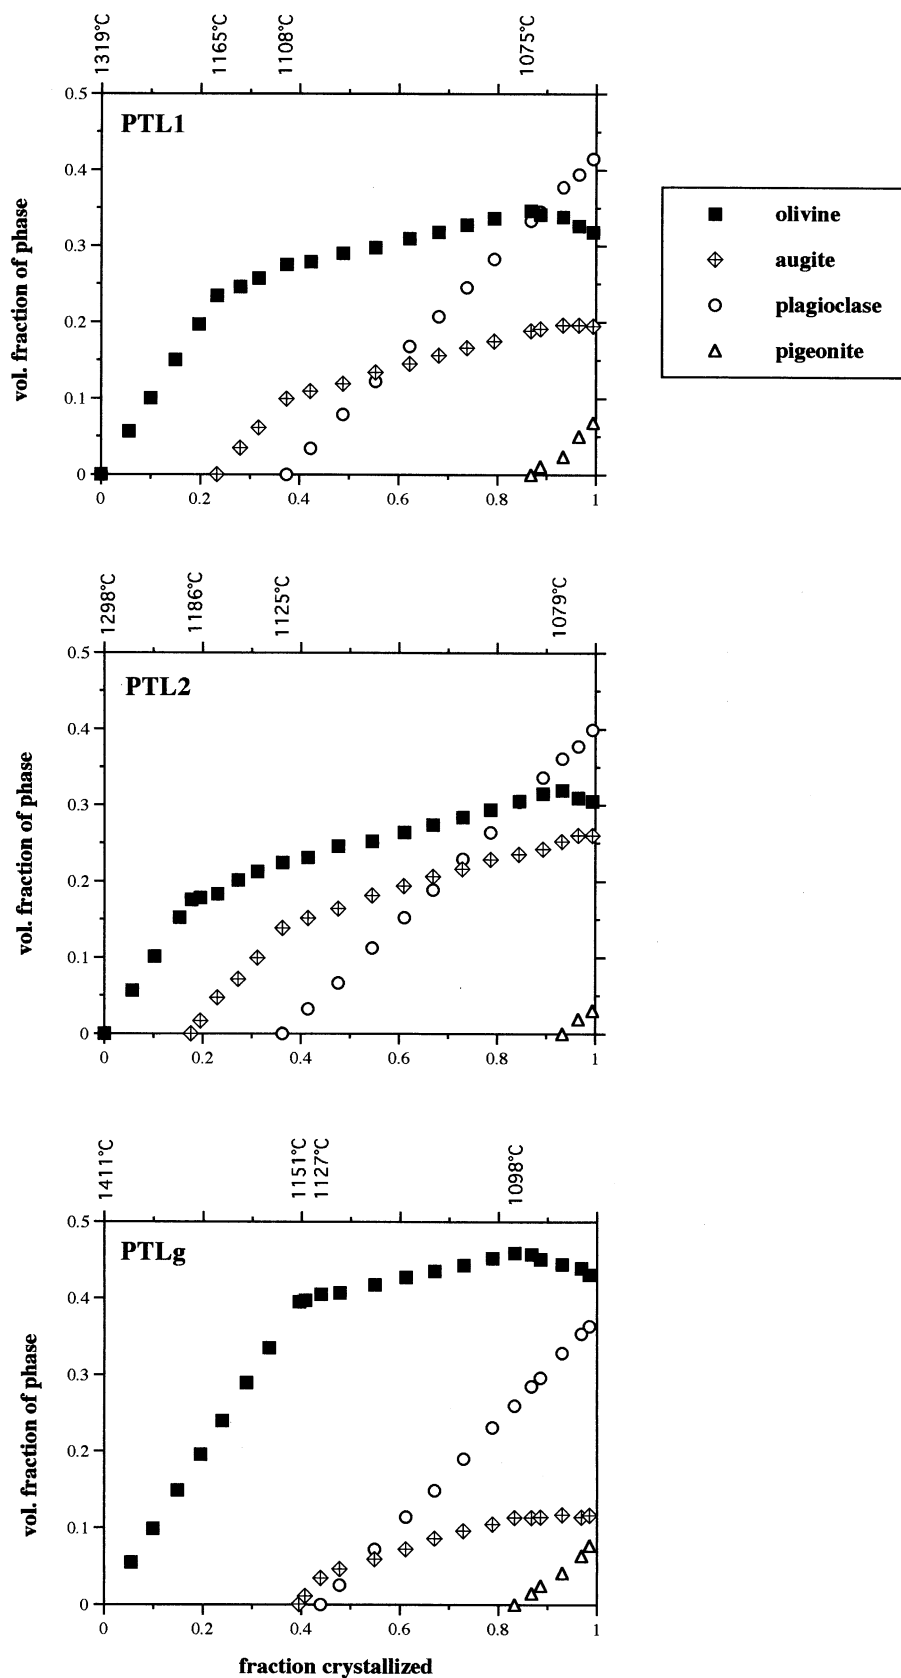 1319°C 1165°C 1108°C 1075°C
PTL1
0.5
0.4
0.3
0.2
0.1
0
vol. fraction of phase
0 0.2 0.4 0.6 0.8 1
olivine
augite
plagioclase
pigeonite
1298°C 1186°C 1125°C 1079°C
PTL2
0.5
0.4
0.3
0.2
0.1
0
vol. fraction of phase
0 0.2 0.4 0.6 0.8 1
1411°C 1151°C 1127°C 1098°C
PTLg
0.5
0.4
0.3
0.2
0.1
0
vol. fraction of phase
0 0.2 0.4 0.6 0.8 1
fraction crystallized